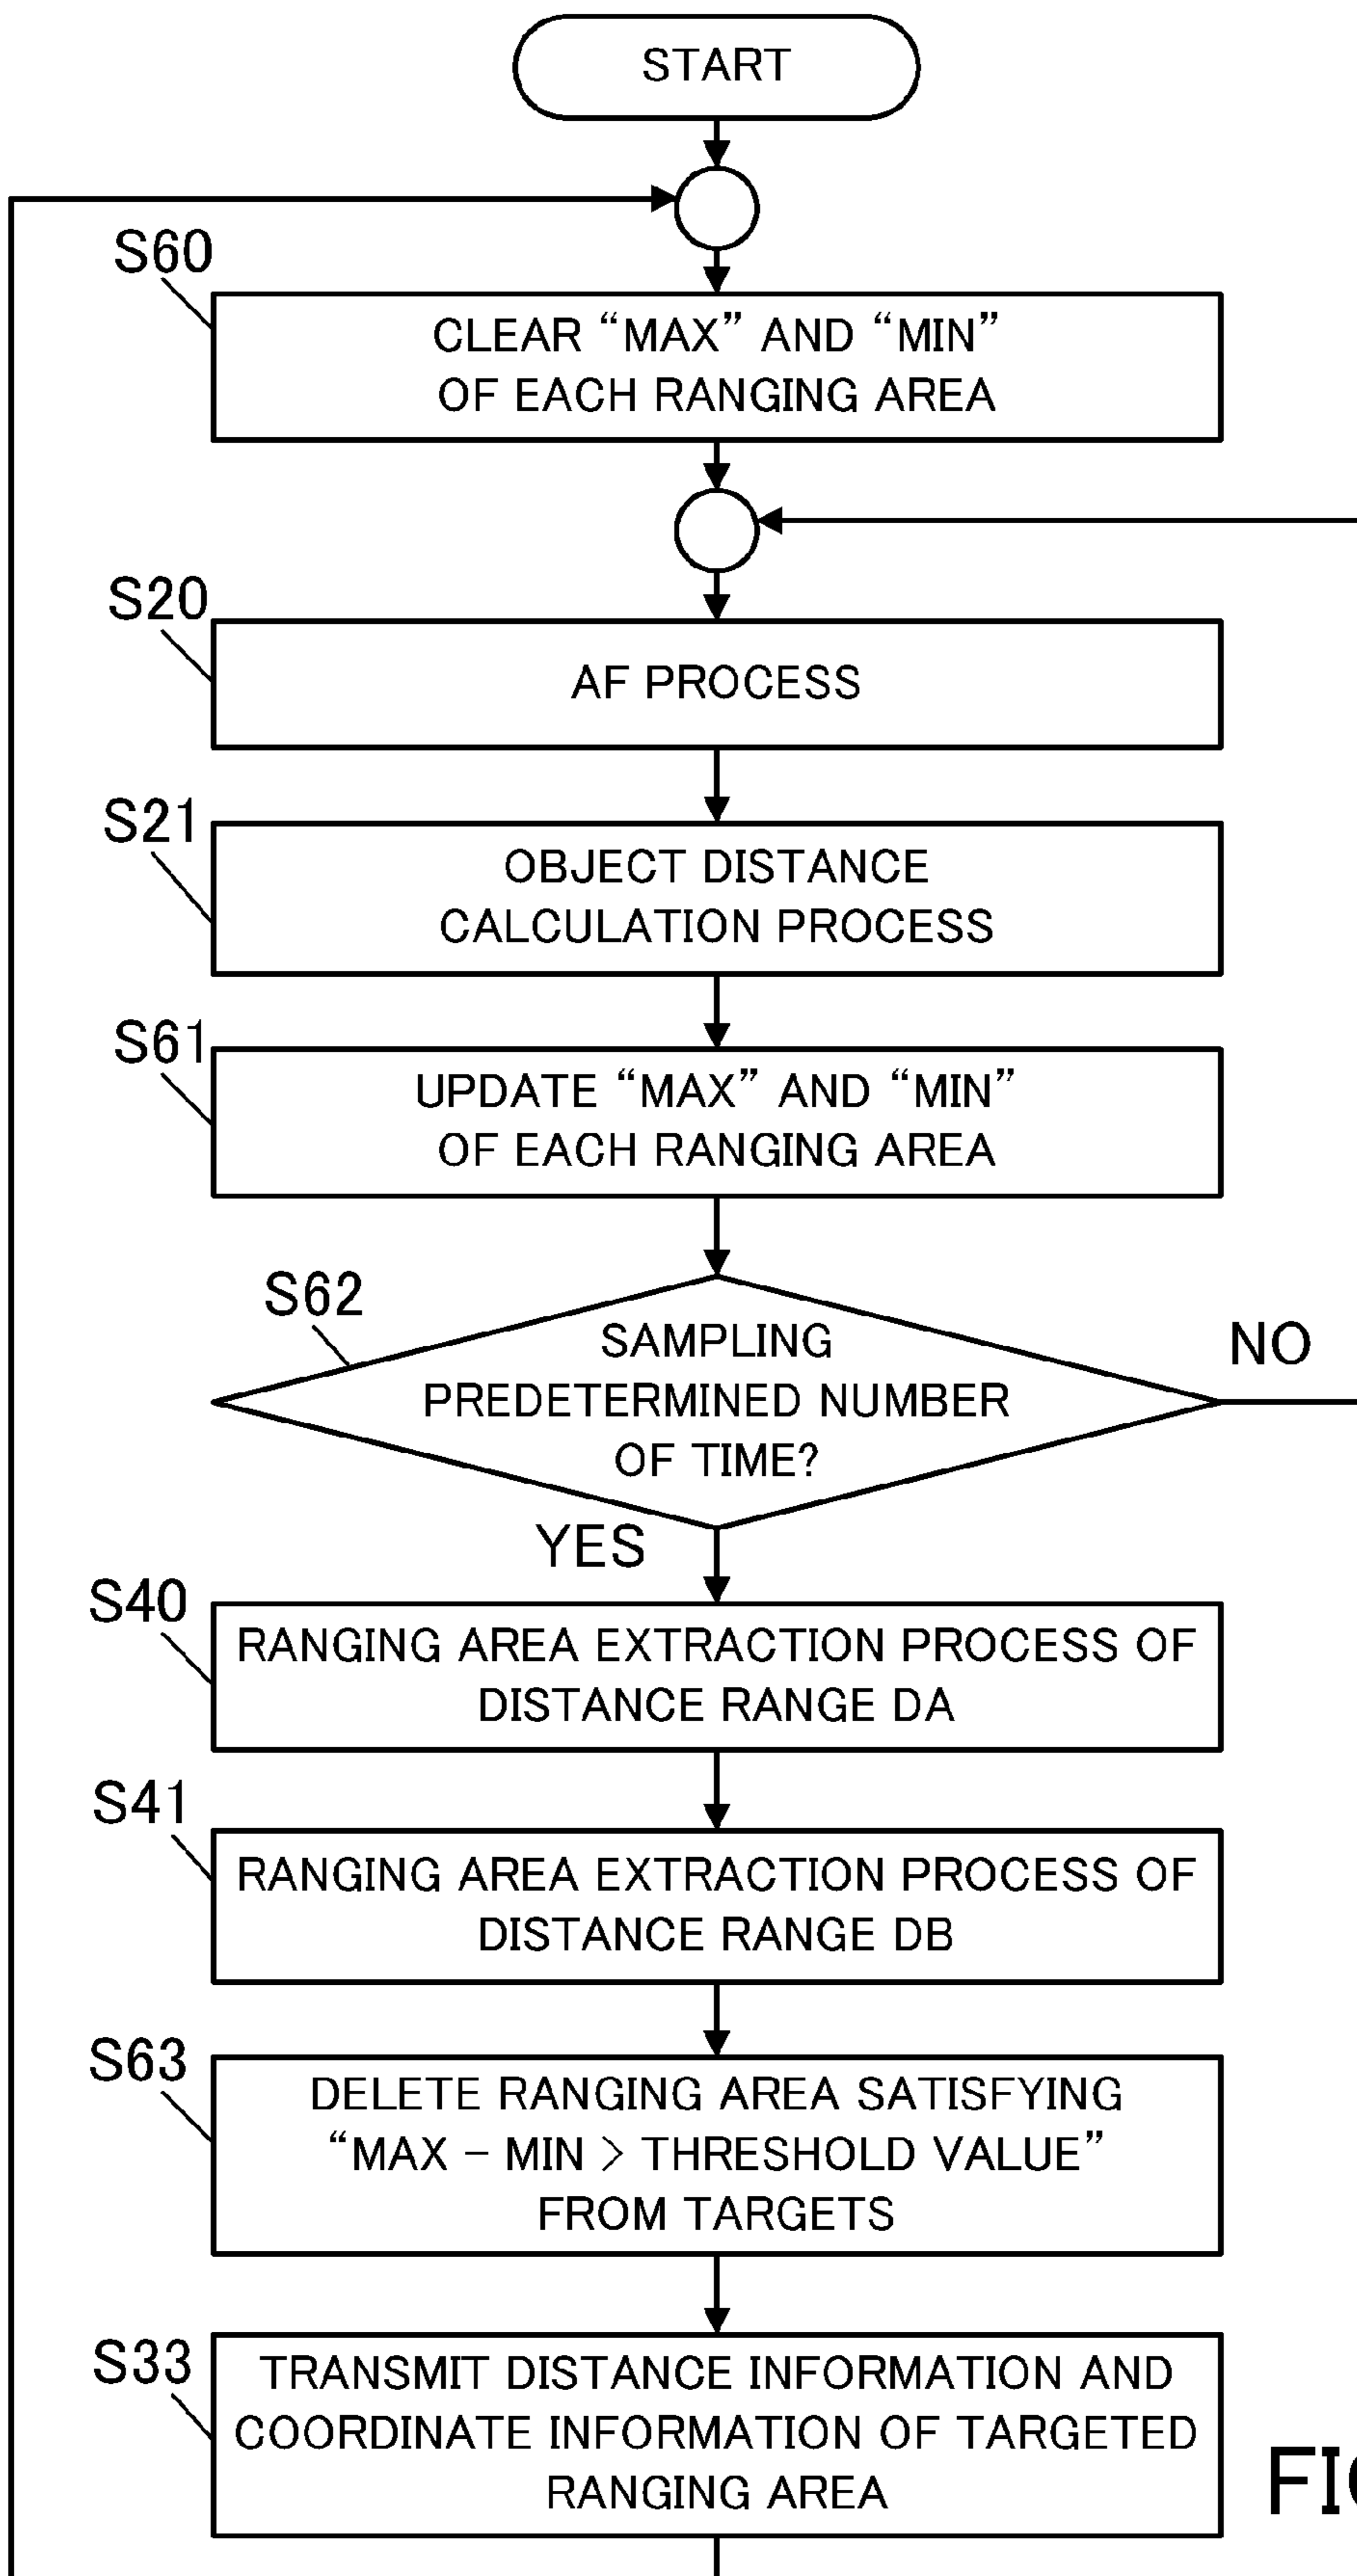 START
S60
CLEAR “MAX” AND “MIN”
OF EACH RANGING AREA
S20
AF PROCESS
S21
OBJECT DISTANCE
CALCULATION PROCESS
S61
UPDATE “MAX” AND “MIN”
OF EACH RANGING AREA
S62
SAMPLING
PREDETERMINED NUMBER
OF TIME?
NO
YES
S40
RANGING AREA EXTRACTION PROCESS OF
DISTANCE RANGE DA
S41
RANGING AREA EXTRACTION PROCESS OF
DISTANCE RANGE DB
S63
DELETE RANGING AREA SATISFYING
“MAX − MIN > THRESHOLD VALUE”
FROM TARGETS
S33
TRANSMIT DISTANCE INFORMATION AND
COORDINATE INFORMATION OF TARGETED
RANGING AREA